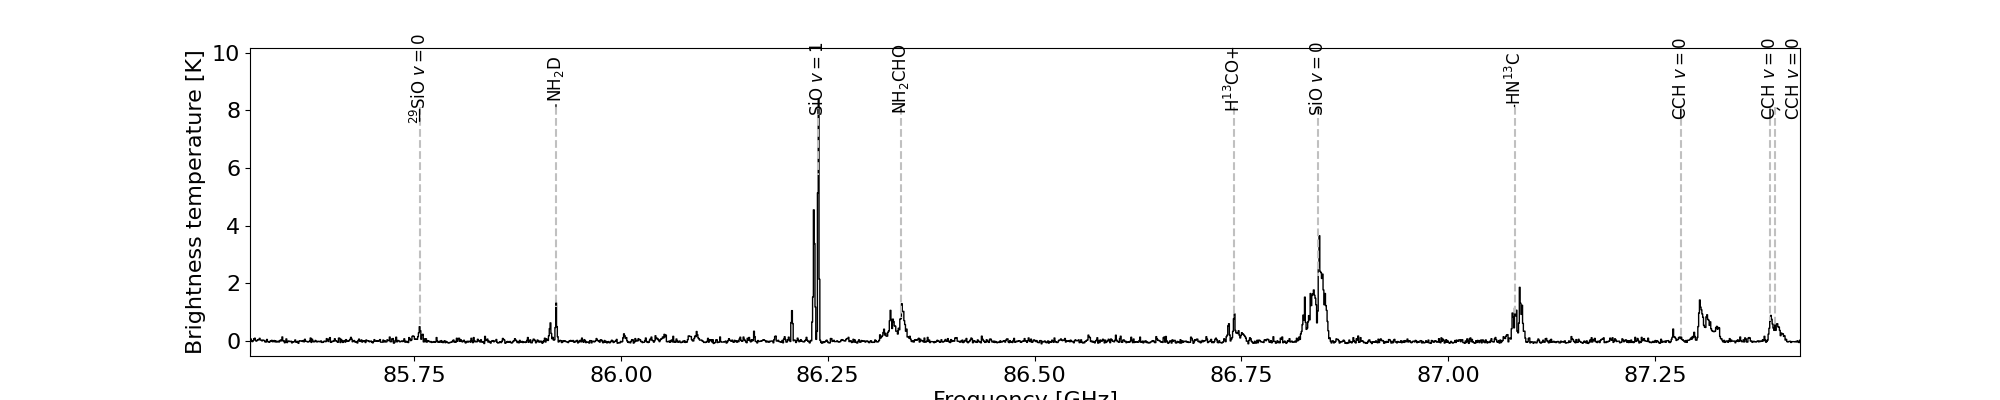 ²⁹SiO v = 0
NH₂D
SiO v = 1
NH₂CHO
H¹³CO+
SiO v = 0
HN¹³C
CCH v = 0
CCH v = 0
, CCH v = 0
Brightness temperature [K]
10
8
6
4
2
0
85.75 86.00 86.25 86.50 86.75 87.00 87.25
Frequency [GHz]